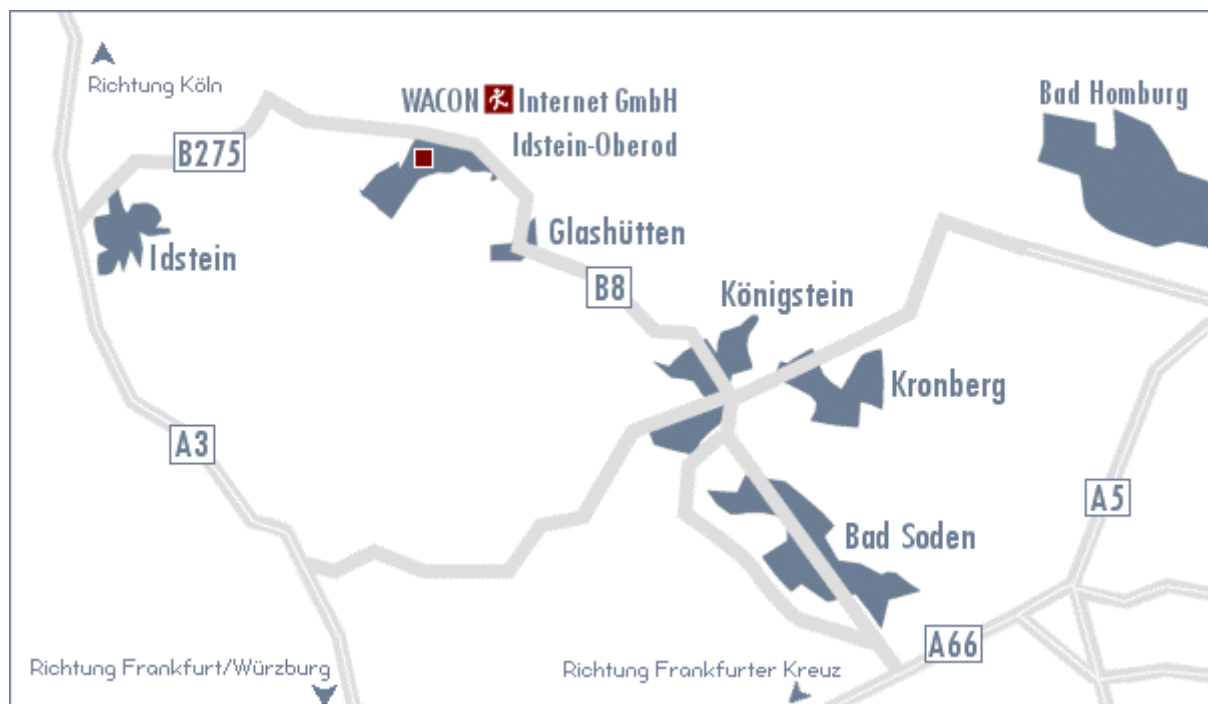 Richtung Köln
WACON Internet GmbH
Idstein-Oberod
Bad Homburg
B275
Idstein
Glashütten
B8
Königstein
Kronberg
A3
A5
Bad Soden
A66
Richtung Frankfurt/Würzburg
Richtung Frankfurter Kreuz